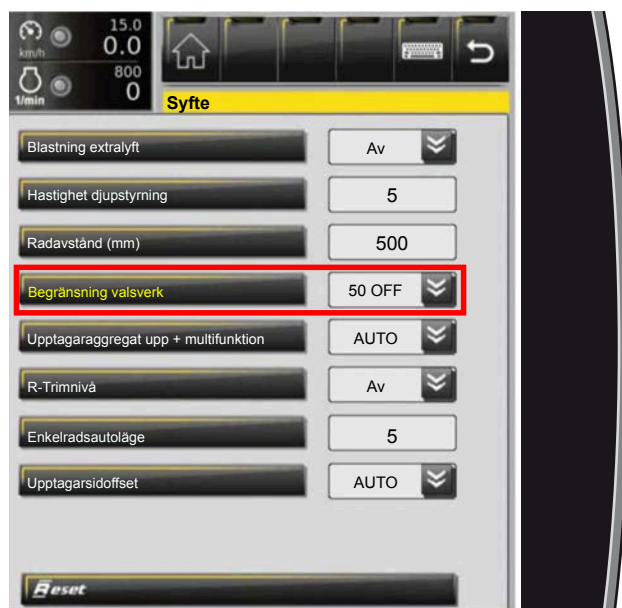 km/h
15.0
0.0
1/min
800
0
Syfte
Blastning extralyft
Av
Hastighet djupstyrning
5
Radavstånd (mm)
500
Begränsning valsverk
50 OFF
Upptagaraggregat upp + multifunktion
AUTO
R-Trimnivå
Av
Enkelradsautoläge
5
Upptagarsidoffset
AUTO
Reset